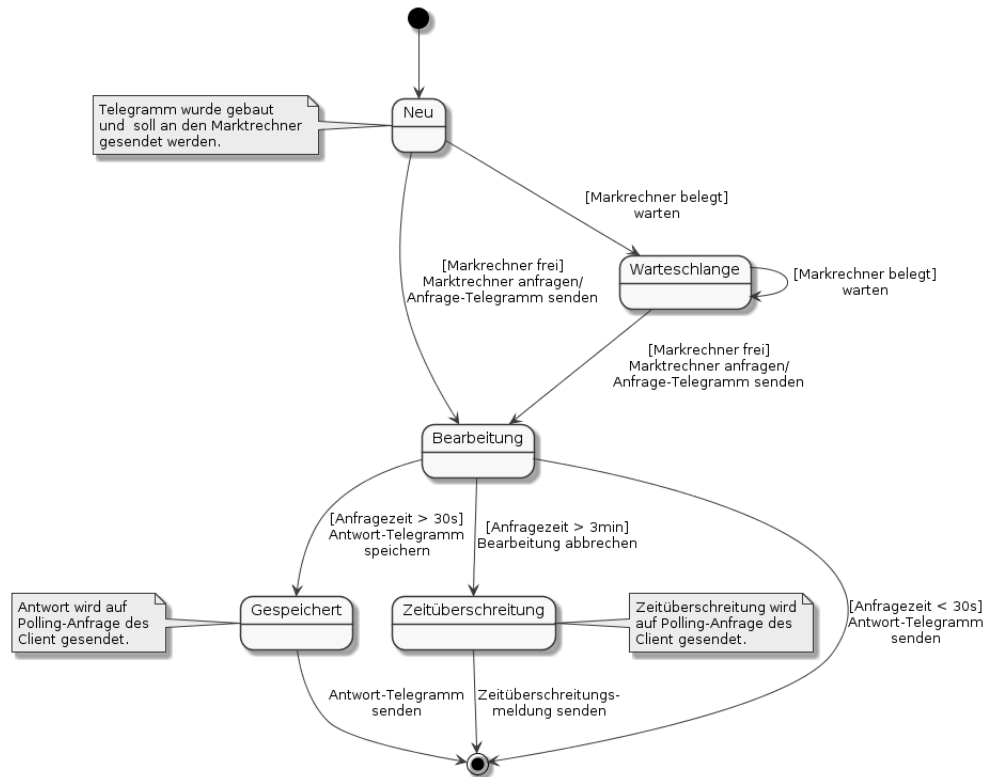 Neu
Telegramm wurde gebaut
und  soll an den Marktrechner
gesendet werden.
[Markrechner belegt]
warten
Warteschlange
[Markrechner belegt]
warten
[Markrechner frei]
Marktrechner anfragen/
Anfrage-Telegramm senden
[Markrechner frei]
Marktrechner anfragen/
Anfrage-Telegramm senden
Bearbeitung
[Anfragezeit > 30s]
Antwort-Telegramm
speichern
[Anfragezeit > 3min]
Bearbeitung abbrechen
Antwort wird auf
Polling-Anfrage des
Client gesendet.
Gespeichert
Zeitüberschreitung
Zeitüberschreitung wird
auf Polling-Anfrage des
Client gesendet.
[Anfragezeit < 30s]
Antwort-Telegramm
senden
Antwort-Telegramm
senden
Zeitüberschreitungs-
meldung senden